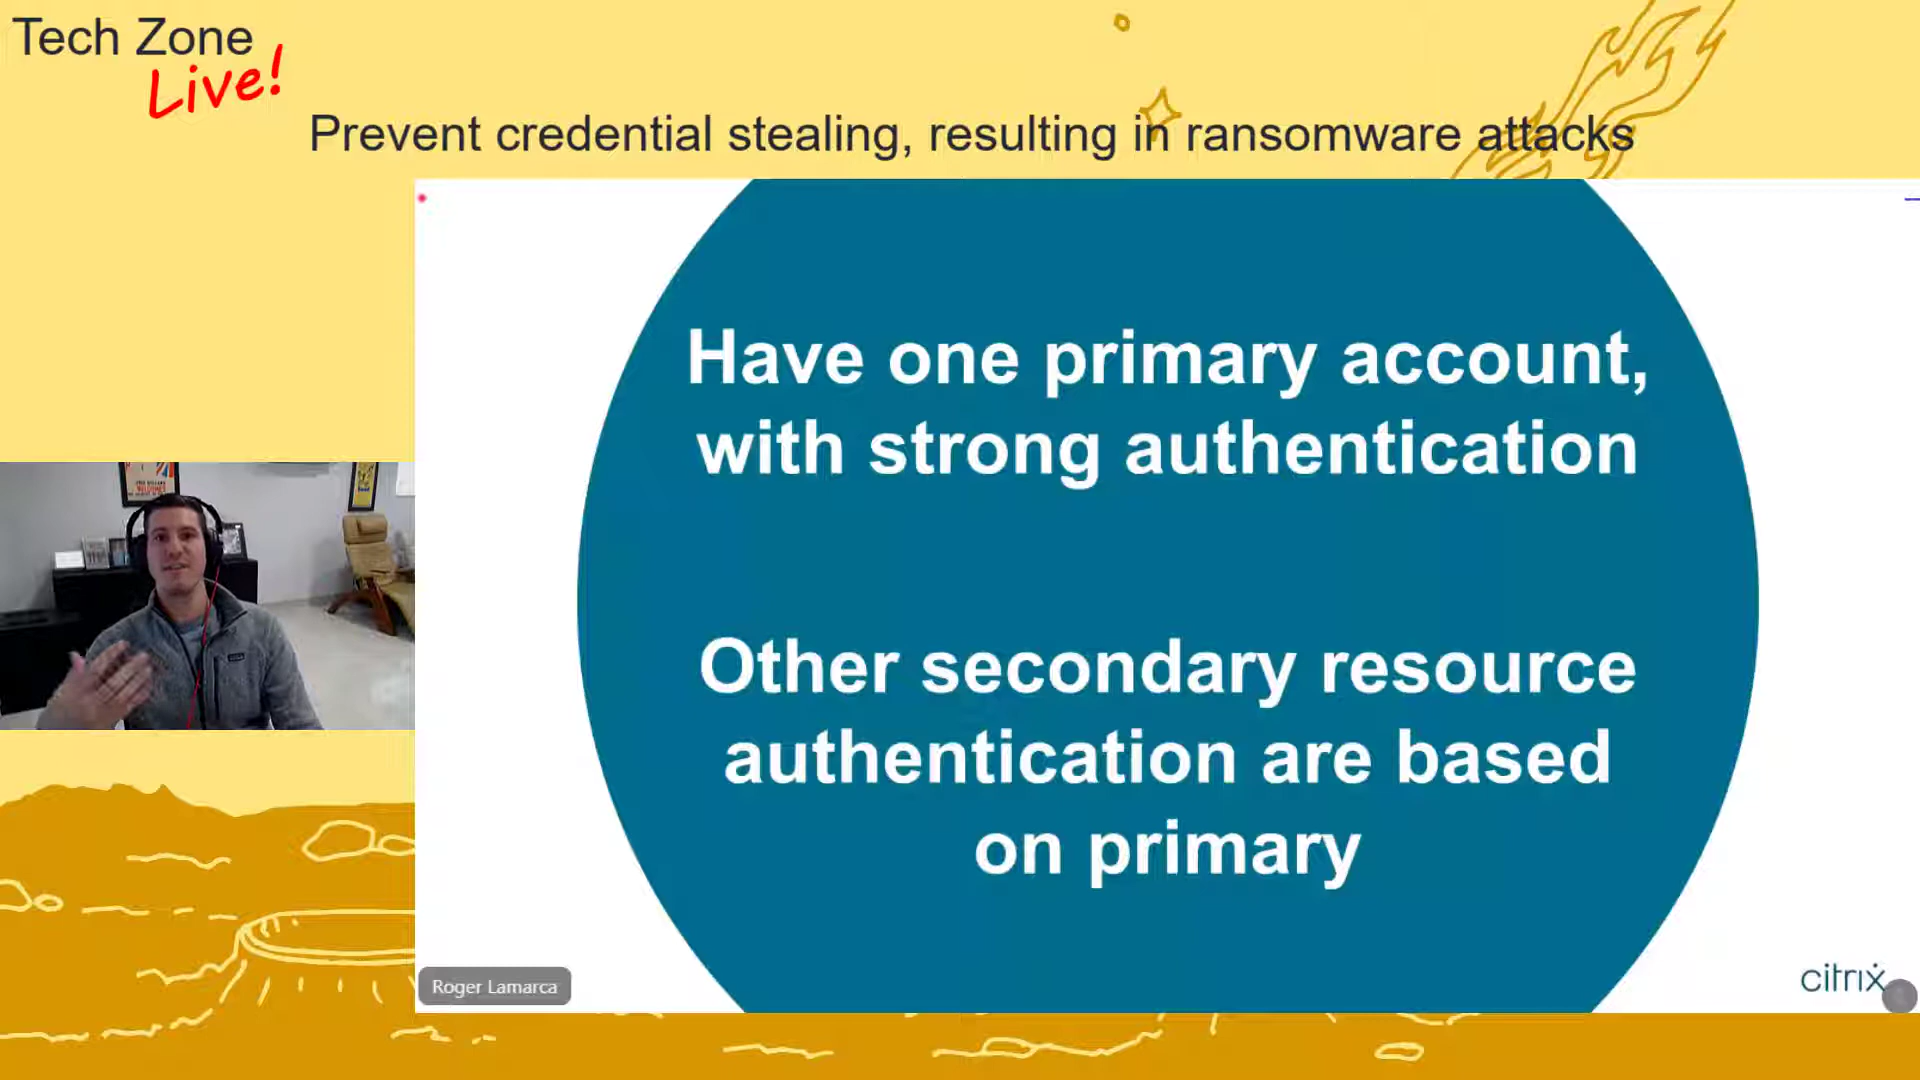 Tech Zone
Live!
Prevent credential stealing, resulting in ransomware attacks
Have one primary account,
with strong authentication
Other secondary resource
authentication are based
on primary
Roger Lamarca
citrix